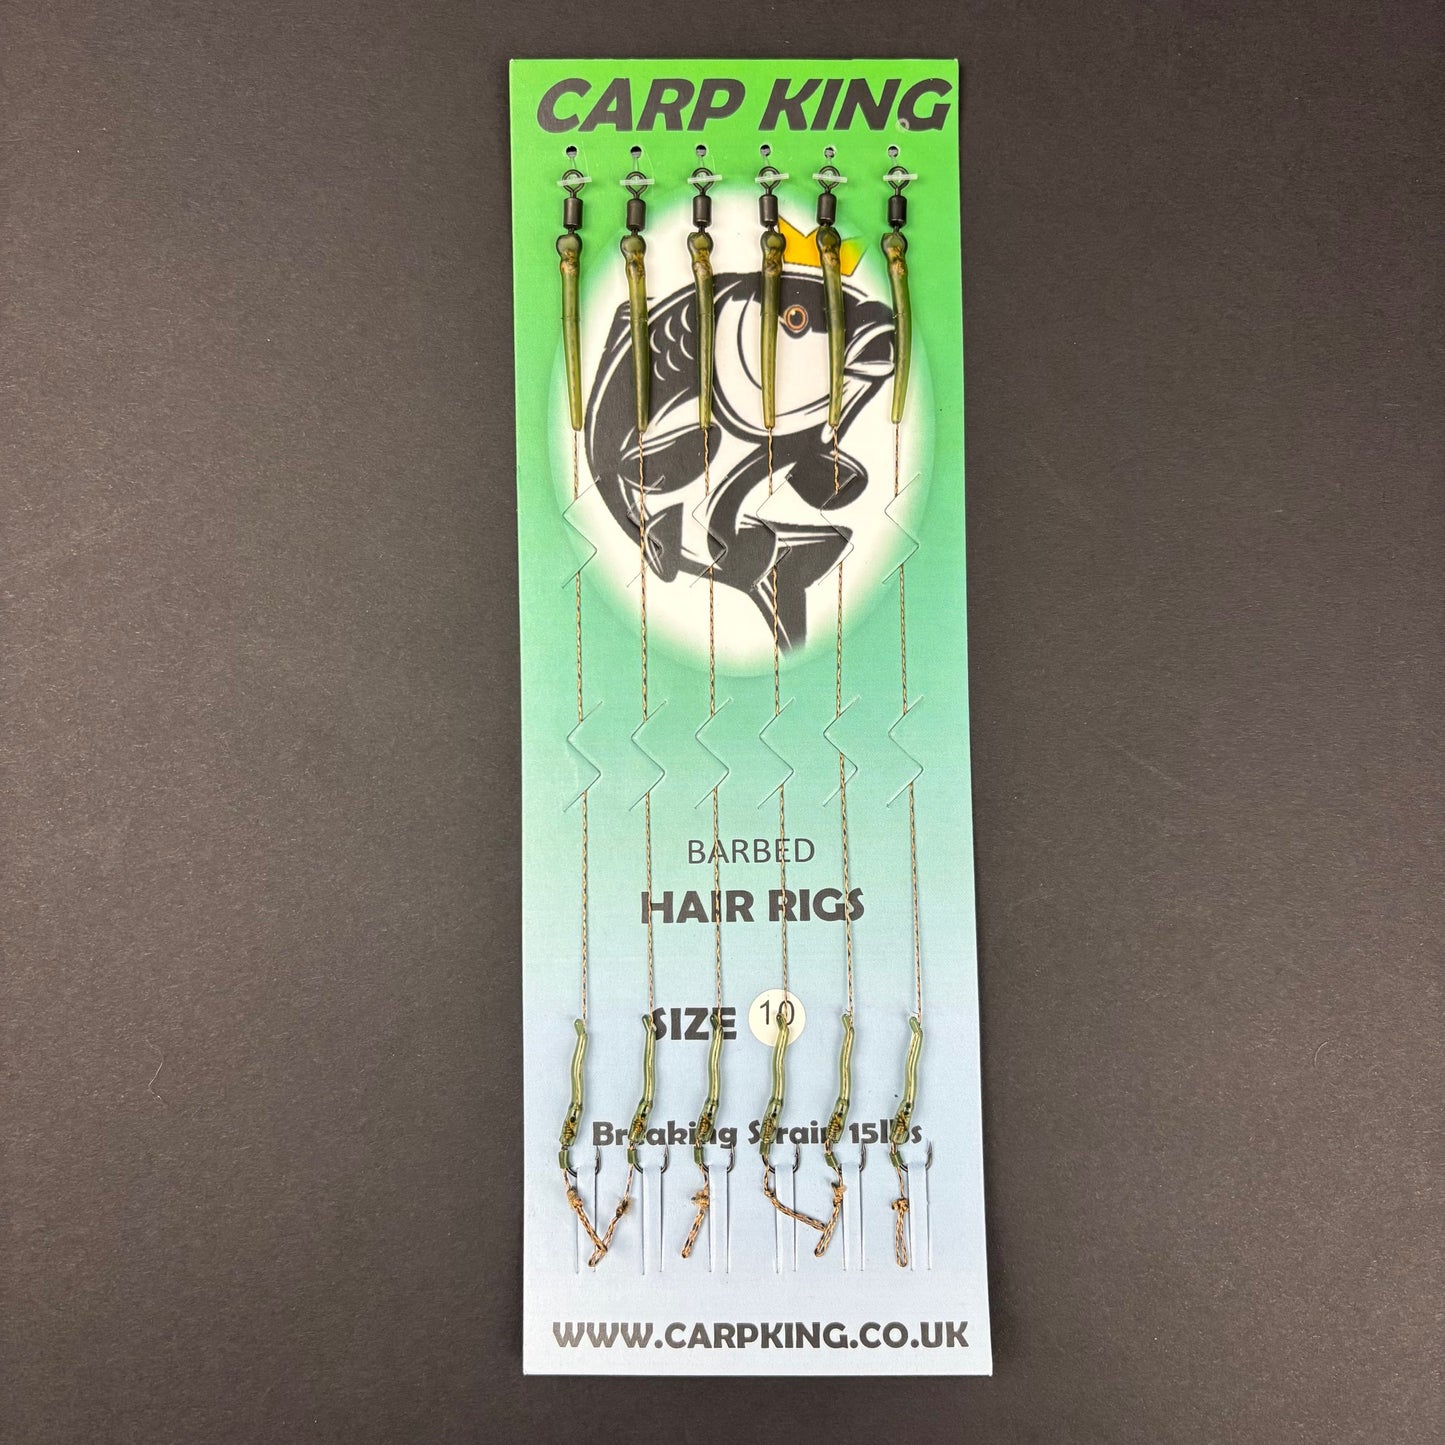 CARP KING
BARBED
HAIR RIGS
SIZE 10
Breaking Strain 15lbs
WWW.CARPKING.CO.UK